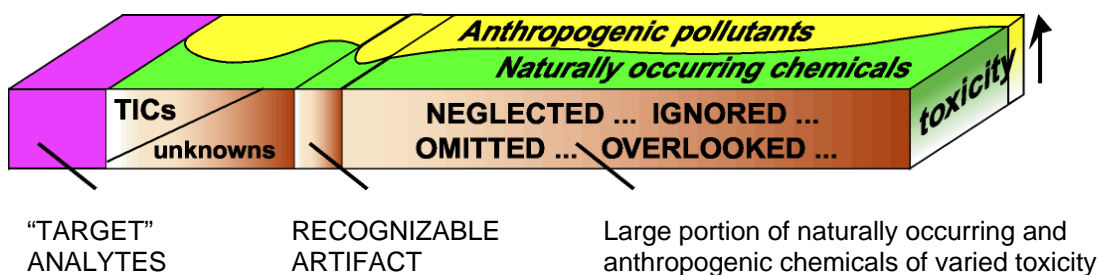 Anthropogenic pollutants
Naturally occurring chemicals
toxicity
TICs
unknowns
NEGLECTED ... IGNORED ...
OMITTED ... OVERLOOKED ...
“TARGET”
ANALYTES
RECOGNIZABLE
ARTIFACT
Large portion of naturally occurring and
anthropogenic chemicals of varied toxicity